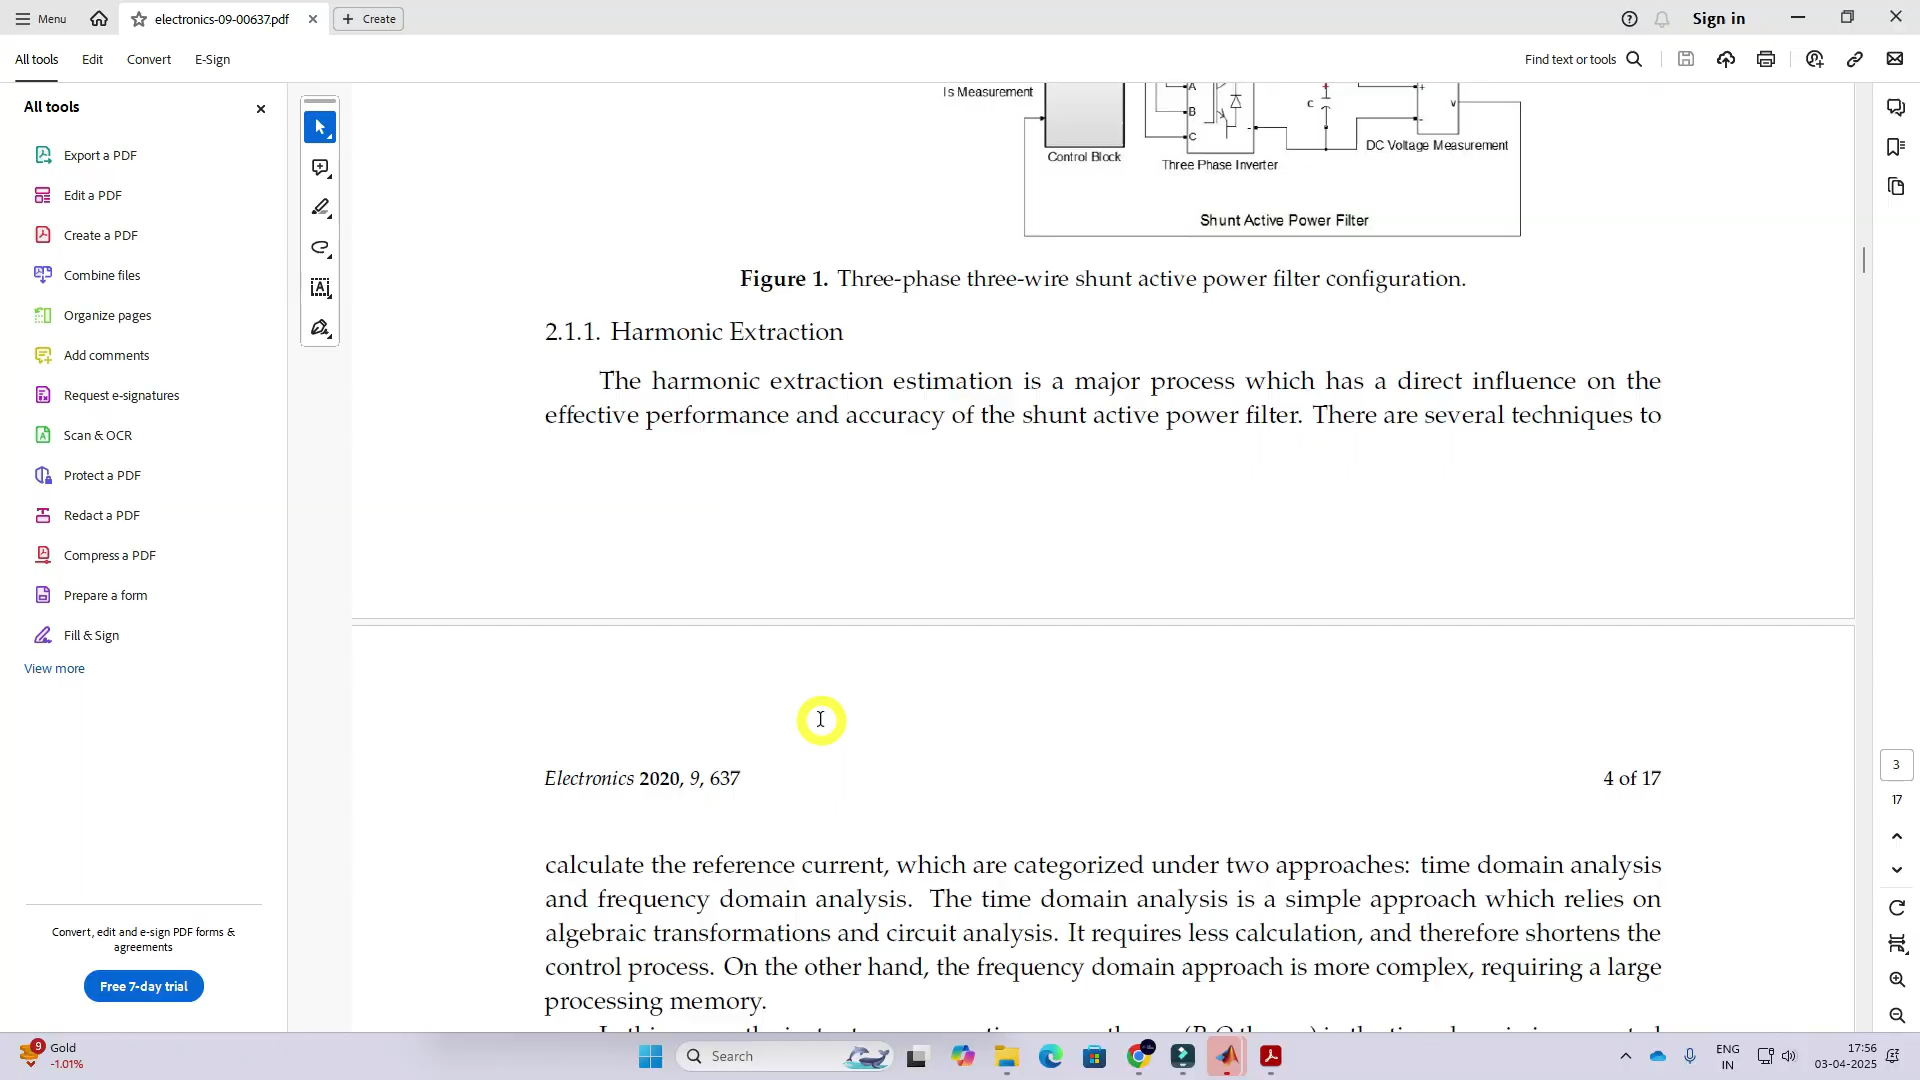 Menu
electronics-09-00637.pdf
Create
Sign in
All tools
Edit
Convert
E-Sign
Find text or tools
All tools
Export a PDF
Edit a PDF
Create a PDF
Combine files
Organize pages
Add comments
Request e-signatures
Scan & OCR
Protect a PDF
Redact a PDF
Compress a PDF
Prepare a form
Fill & Sign
View more
Convert, edit and e-sign PDF forms &
agreements
Free 7-day trial
Is Measurement
A
B
C
c
+
v
-
-
Control Block
Three Phase Inverter
DC Voltage Measurement
Shunt Active Power Filter
Figure 1. Three-phase three-wire shunt active power filter configuration.
2.1.1. Harmonic Extraction
The harmonic extraction estimation is a major process which has a direct influence on the
effective performance and accuracy of the shunt active power filter. There are several techniques to
Electronics 2020, 9, 637
4 of 17
calculate the reference current, which are categorized under two approaches: time domain analysis
and frequency domain analysis. The time domain analysis is a simple approach which relies on
algebraic transformations and circuit analysis. It requires less calculation, and therefore shortens the
control process. On the other hand, the frequency domain approach is more complex, requiring a large
processing memory.
3
17
9
Gold
-1.01%
Search
ENG
IN
17:56
03-04-2025